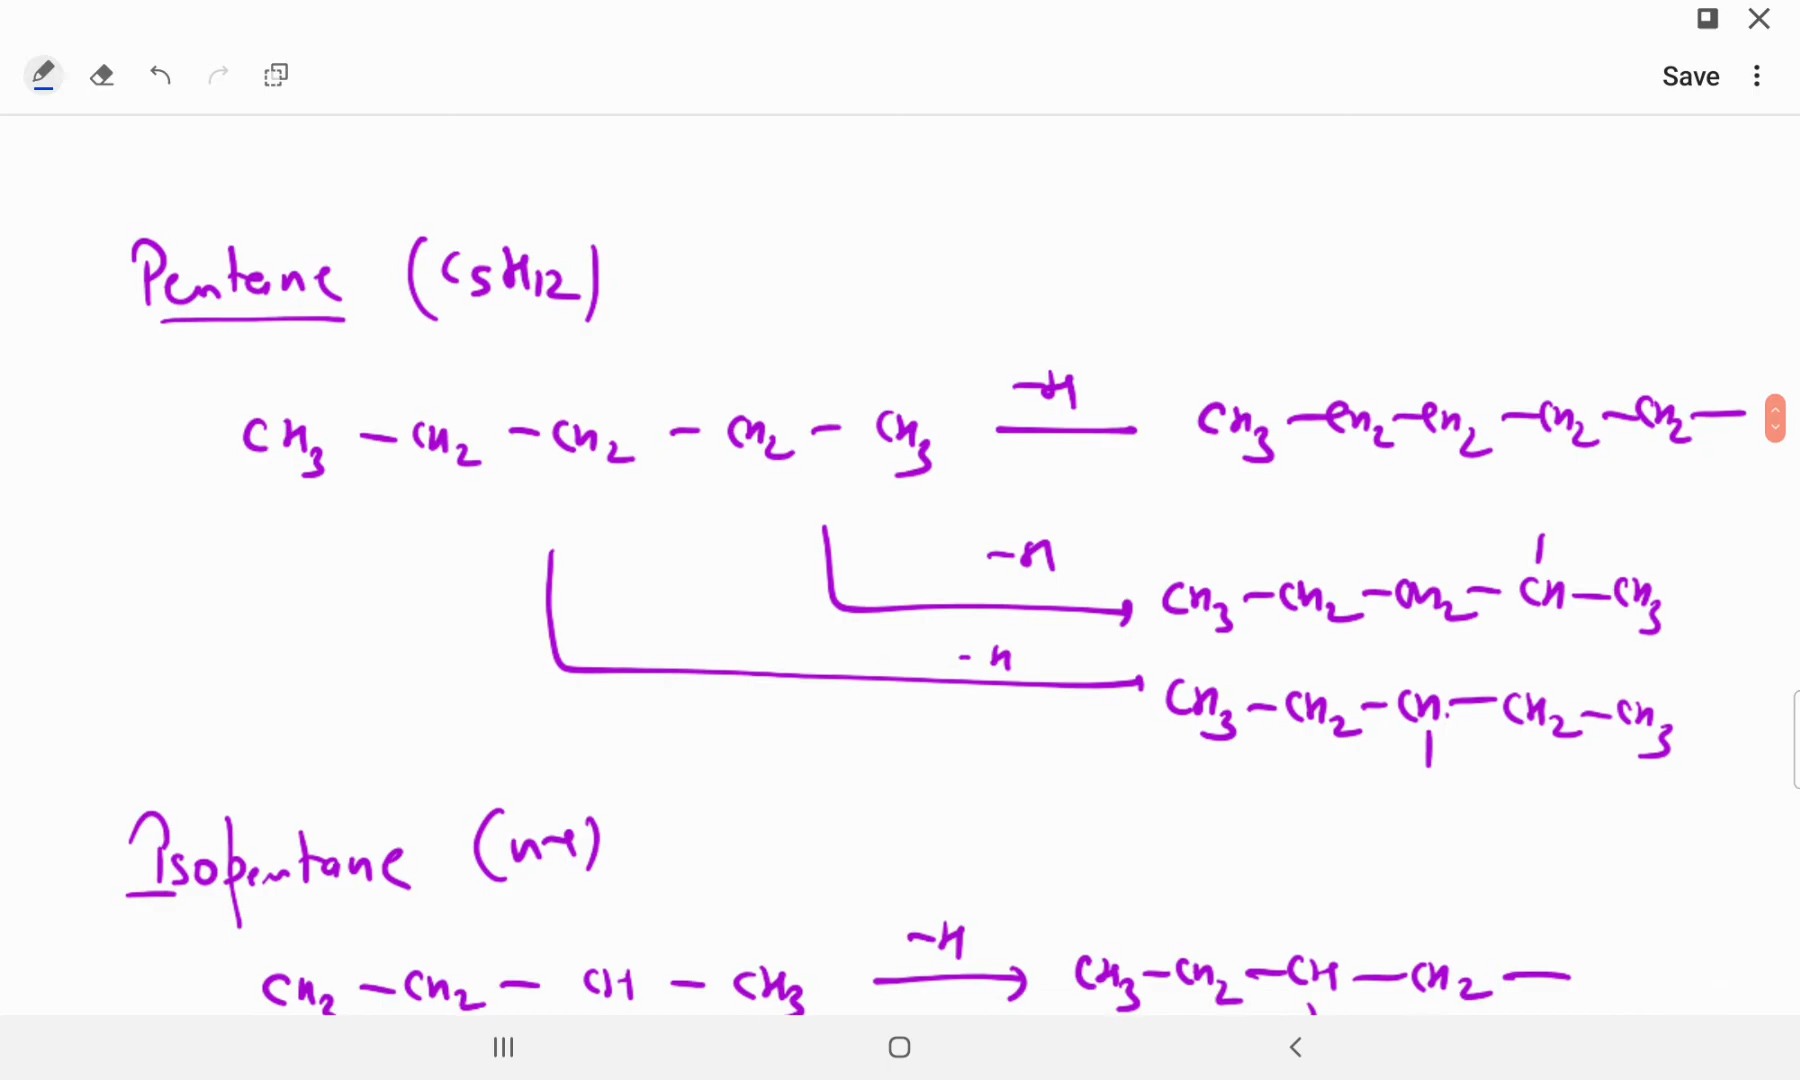 Save
Pentane (C5H12)
-H
CH3 - CH2 - CH2 - CH2 - CH3 CH3 - CH2 - CH2 - CH2 - CH2 -
-H
CH3 - CH2 - CH2 - CH - CH3
-H
CH3 - CH2 - CH - CH2 - CH3
Isopentane
-H
CH3 - CH2 - CH - CH3 CH3 - CH2 - CH - CH2 -